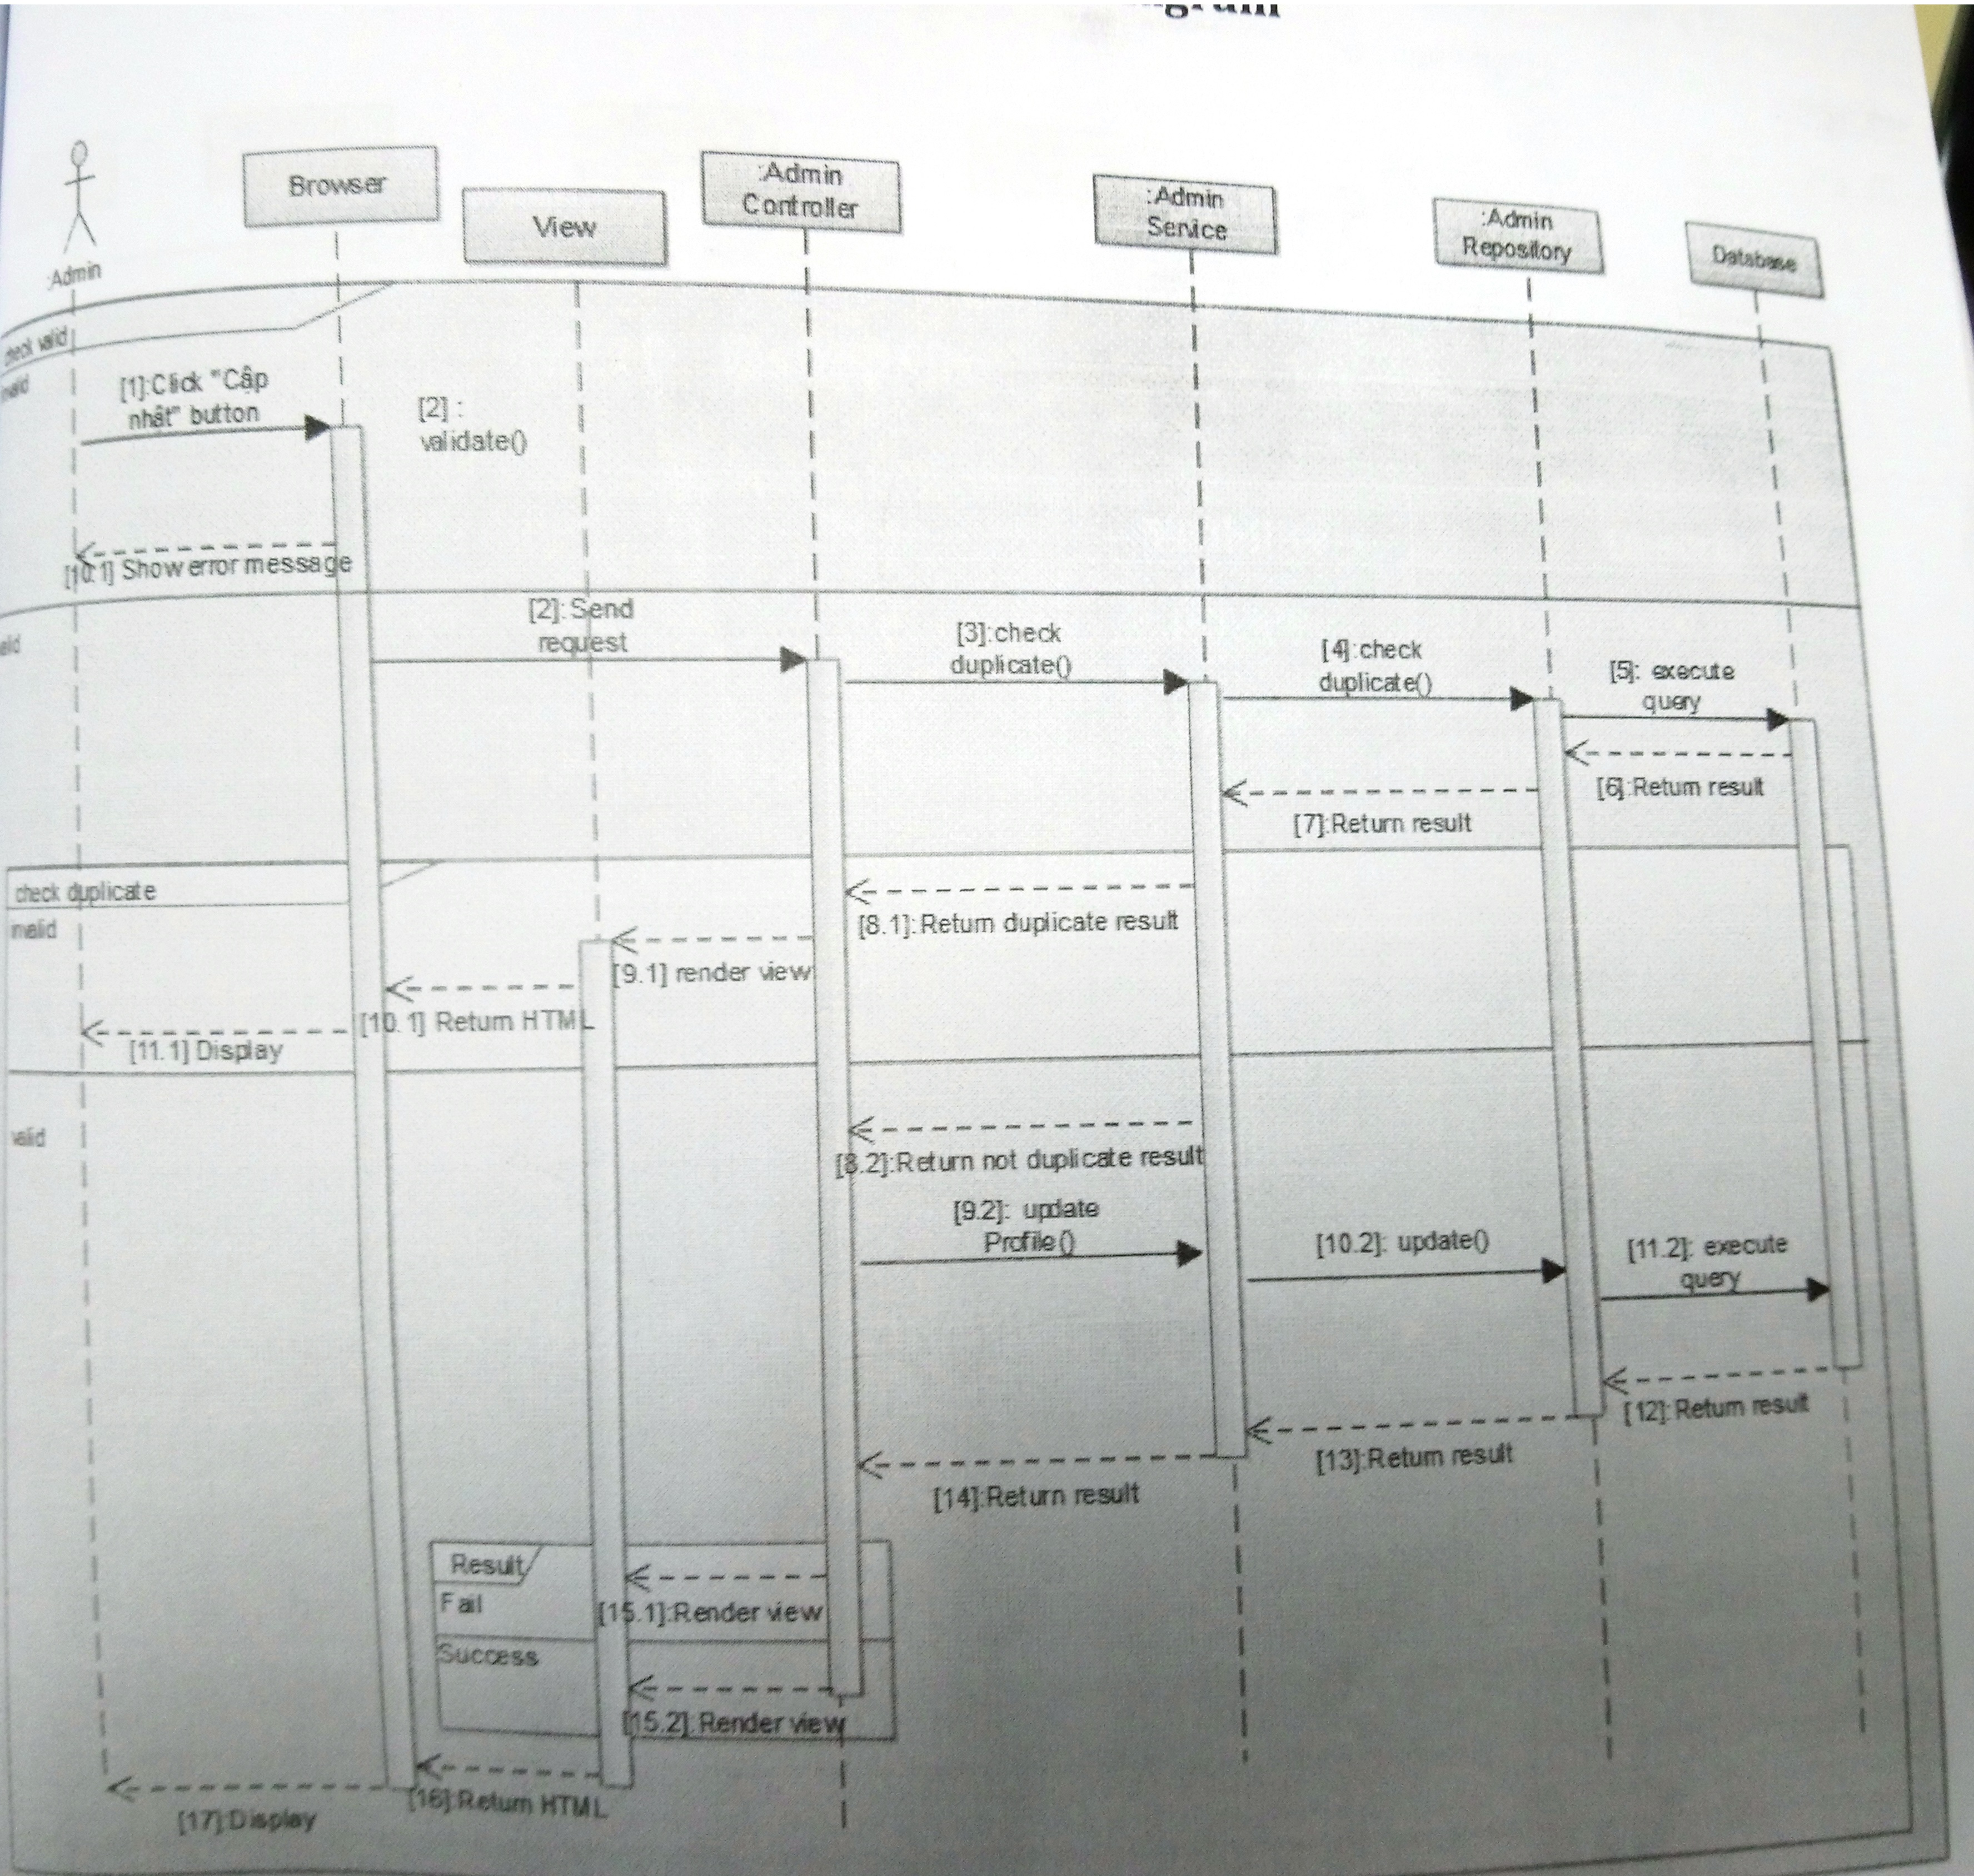 Browser
View
:Admin
Controller
:Admin
Service
:Admin
Repository
Database
:Admin
check valid
invalid
[1]:Click "Cập
nhật" button
[2] :
validate()
[10.1] Show error message
[2]:Send
request
[3]:check
duplicate()
[4]:check
duplicate()
[5]: execute
query
[6]:Return result
[7]:Return result
check duplicate
invalid
[8.1]:Return duplicate result
[9.1] render view
[10.1] Return HTML
[11.1] Display
valid
[8.2]:Return not duplicate result
[9.2]: update
Profile()
[10.2]: update()
[11.2]: execute
query
[12]:Return result
[13]:Return result
[14]:Return result
Result
Fail
[15.1]:Render view
Success
[15.2]:Render view
[16]:Return HTML
[17]:Display